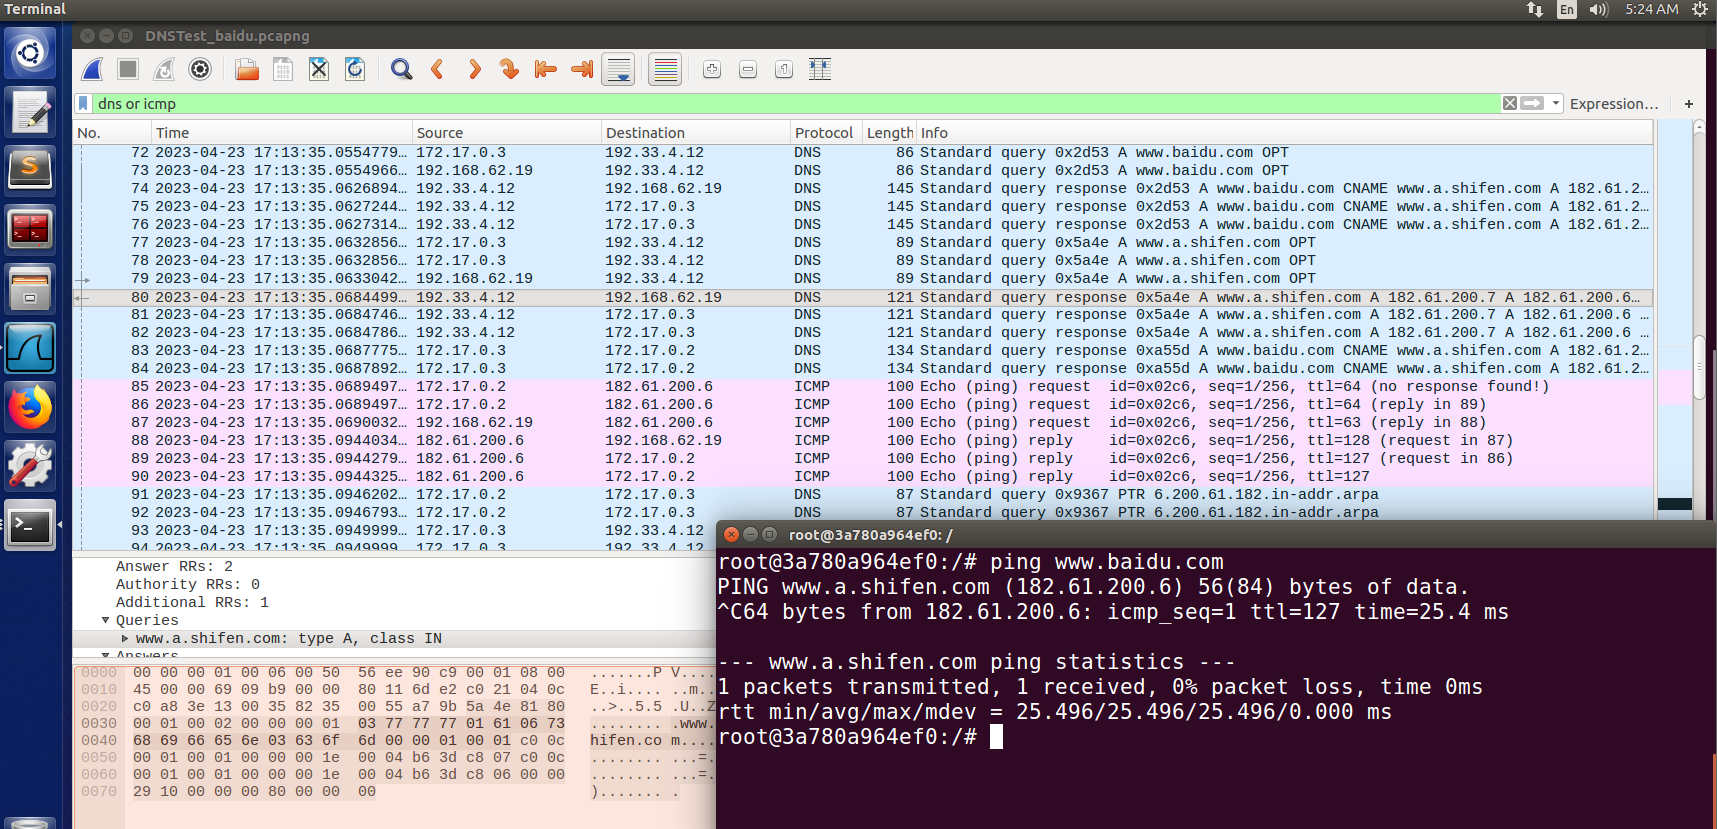 Terminal
En
5:24 AM
DNSTest_baidu.pcapng
dns or icmp
Expression…
+
No. Time Source Destination Protocol Length Info
72 2023-04-23 17:13:35.0554779… 172.17.0.3 192.33.4.12 DNS 86 Standard query 0x2d53 A www.baidu.com OPT
73 2023-04-23 17:13:35.0554966… 192.168.62.19 192.33.4.12 DNS 86 Standard query 0x2d53 A www.baidu.com OPT
74 2023-04-23 17:13:35.0626894… 192.33.4.12 192.168.62.19 DNS 145 Standard query response 0x2d53 A www.baidu.com CNAME www.a.shifen.com A 182.61.2…
75 2023-04-23 17:13:35.0627244… 192.33.4.12 172.17.0.3 DNS 145 Standard query response 0x2d53 A www.baidu.com CNAME www.a.shifen.com A 182.61.2…
76 2023-04-23 17:13:35.0627314… 192.33.4.12 172.17.0.3 DNS 145 Standard query response 0x2d53 A www.baidu.com CNAME www.a.shifen.com A 182.61.2…
77 2023-04-23 17:13:35.0632856… 172.17.0.3 192.33.4.12 DNS 89 Standard query 0x5a4e A www.a.shifen.com OPT
78 2023-04-23 17:13:35.0632856… 172.17.0.3 192.33.4.12 DNS 89 Standard query 0x5a4e A www.a.shifen.com OPT
79 2023-04-23 17:13:35.0633042… 192.168.62.19 192.33.4.12 DNS 89 Standard query 0x5a4e A www.a.shifen.com OPT
80 2023-04-23 17:13:35.0684499… 192.33.4.12 192.168.62.19 DNS 121 Standard query response 0x5a4e A www.a.shifen.com A 182.61.200.7 A 182.61.200.6…
81 2023-04-23 17:13:35.0684746… 192.33.4.12 172.17.0.3 DNS 121 Standard query response 0x5a4e A www.a.shifen.com A 182.61.200.7 A 182.61.200.6 …
82 2023-04-23 17:13:35.0684786… 192.33.4.12 172.17.0.3 DNS 121 Standard query response 0x5a4e A www.a.shifen.com A 182.61.200.7 A 182.61.200.6 …
83 2023-04-23 17:13:35.0687775… 172.17.0.3 172.17.0.2 DNS 134 Standard query response 0xa55d A www.baidu.com CNAME www.a.shifen.com A 182.61.2…
84 2023-04-23 17:13:35.0687892… 172.17.0.3 172.17.0.2 DNS 134 Standard query response 0xa55d A www.baidu.com CNAME www.a.shifen.com A 182.61.2…
85 2023-04-23 17:13:35.0689497… 172.17.0.2 182.61.200.6 ICMP 100 Echo (ping) request id=0x02c6, seq=1/256, ttl=64 (no response found!)
86 2023-04-23 17:13:35.0689497… 172.17.0.2 182.61.200.6 ICMP 100 Echo (ping) request id=0x02c6, seq=1/256, ttl=64 (reply in 89)
87 2023-04-23 17:13:35.0690032… 192.168.62.19 182.61.200.6 ICMP 100 Echo (ping) request id=0x02c6, seq=1/256, ttl=63 (reply in 88)
88 2023-04-23 17:13:35.0944034… 182.61.200.6 192.168.62.19 ICMP 100 Echo (ping) reply id=0x02c6, seq=1/256, ttl=128 (request in 87)
89 2023-04-23 17:13:35.0944279… 182.61.200.6 172.17.0.2 ICMP 100 Echo (ping) reply id=0x02c6, seq=1/256, ttl=127 (request in 86)
90 2023-04-23 17:13:35.0944325… 182.61.200.6 172.17.0.2 ICMP 100 Echo (ping) reply id=0x02c6, seq=1/256, ttl=127
91 2023-04-23 17:13:35.0946202… 172.17.0.2 172.17.0.3 DNS 87 Standard query 0x9367 PTR 6.200.61.182.in-addr.arpa
92 2023-04-23 17:13:35.0946793… 172.17.0.2 172.17.0.3 DNS 87 Standard query 0x9367 PTR 6.200.61.182.in-addr.arpa
93 2023-04-23 17:13:35.0949999… 172.17.0.3 192.33.4.12
94 2023-04-23 17:13:35.0949999… 172.17.0.3 192.33.4.12
Answer RRs: 2
Authority RRs: 0
Additional RRs: 1
Queries
www.a.shifen.com: type A, class IN
Answers
0000 00 00 00 01 00 06 00 50 56 ee 90 c9 00 01 08 00 .......P V....
0010 45 00 00 69 09 b9 00 00 80 11 6d e2 c0 21 04 0c E..i.... ..m..
0020 c0 a8 3e 13 00 35 82 35 00 55 a7 9b 5a 4e 81 80 ..>..5.5 .U..Z
0030 00 01 00 02 00 00 00 01 03 77 77 77 01 61 06 73 ........ .www.
0040 68 69 66 65 6e 03 63 6f 6d 00 00 01 00 01 c0 0c hifen.co m....
0050 00 01 00 01 00 00 00 1e 00 04 b6 3d c8 07 c0 0c ........ ...=.
0060 00 01 00 01 00 00 00 1e 00 04 b6 3d c8 06 00 00 ........ ...=.
0070 29 10 00 00 00 80 00 00 00 )....... .
root@3a780a964ef0: /
root@3a780a964ef0:/# ping www.baidu.com
PING www.a.shifen.com (182.61.200.6) 56(84) bytes of data.
^C64 bytes from 182.61.200.6: icmp_seq=1 ttl=127 time=25.4 ms
--- www.a.shifen.com ping statistics ---
1 packets transmitted, 1 received, 0% packet loss, time 0ms
rtt min/avg/max/mdev = 25.496/25.496/25.496/0.000 ms
root@3a780a964ef0:/#